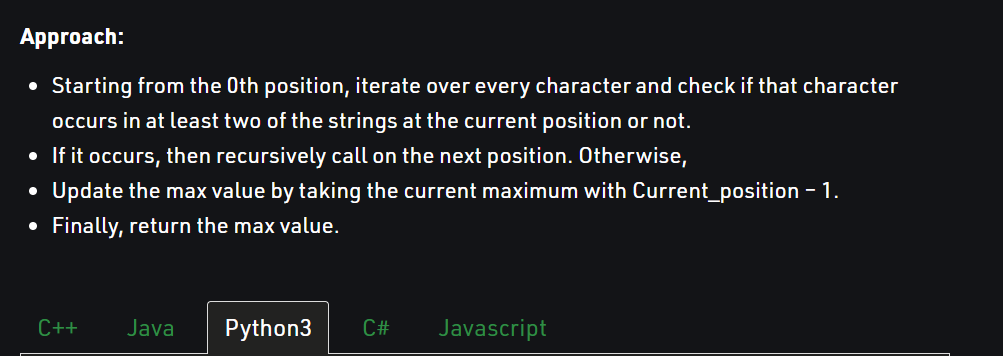 Approach:
• Starting from the 0th position, iterate over every character and check if that character
occurs in at least two of the strings at the current position or not.
• If it occurs, then recursively call on the next position. Otherwise,
• Update the max value by taking the current maximum with Current_position – 1.
• Finally, return the max value.
C++ Java Python3 C# Javascript